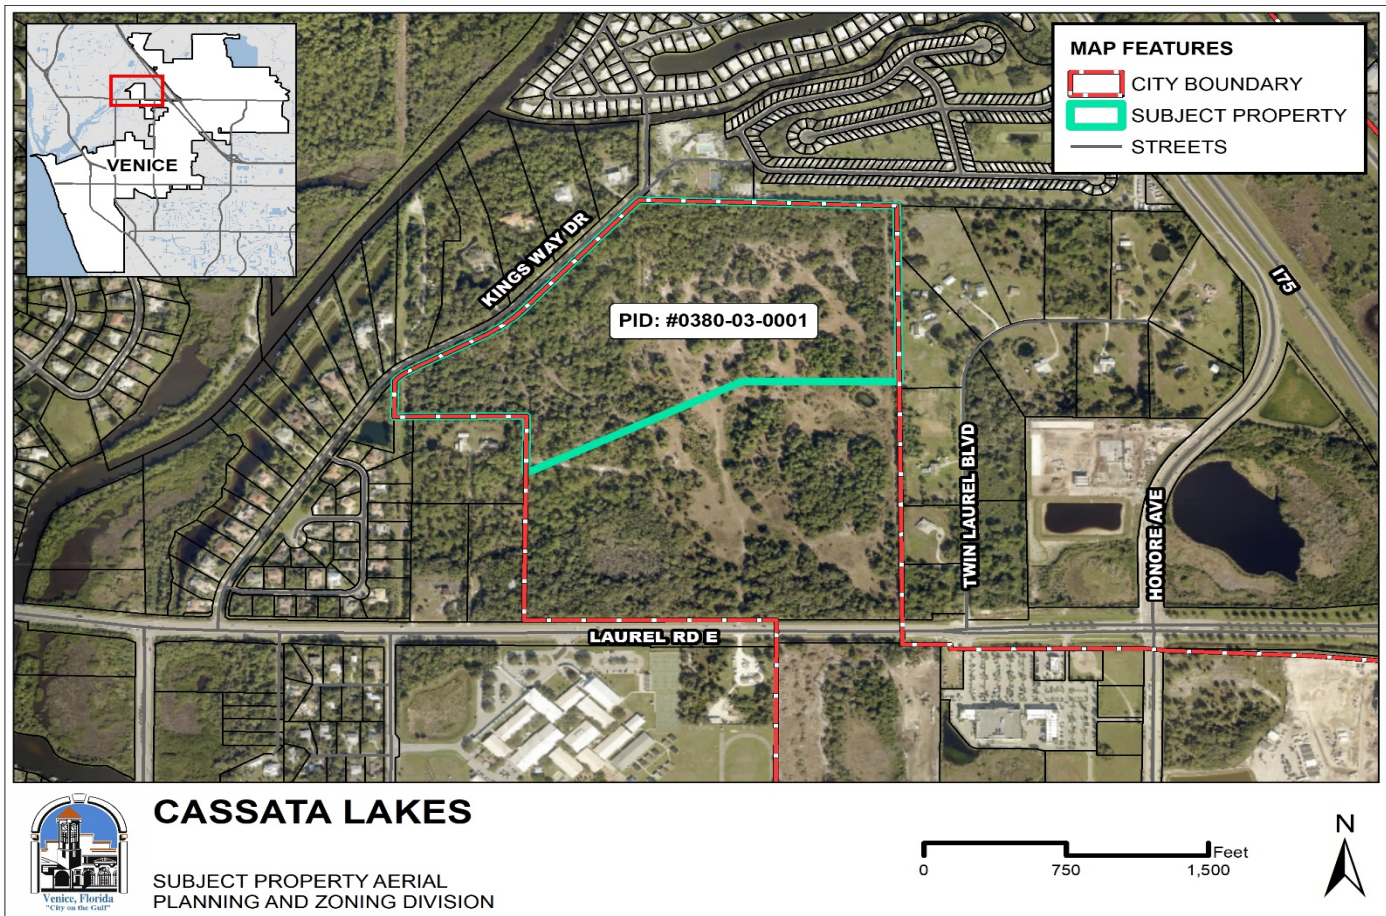 VENICE
MAP FEATURES
CITY BOUNDARY
SUBJECT PROPERTY
STREETS
KINGS WAY DR
I75
PID: #0380-03-0001
TWIN LAUREL BLVD
HONORE AVE
LAUREL RD E
CASSATA LAKES
SUBJECT PROPERTY AERIAL
PLANNING AND ZONING DIVISION
Venice, Florida
"City on the Gulf"
Feet
0 750 1,500
N